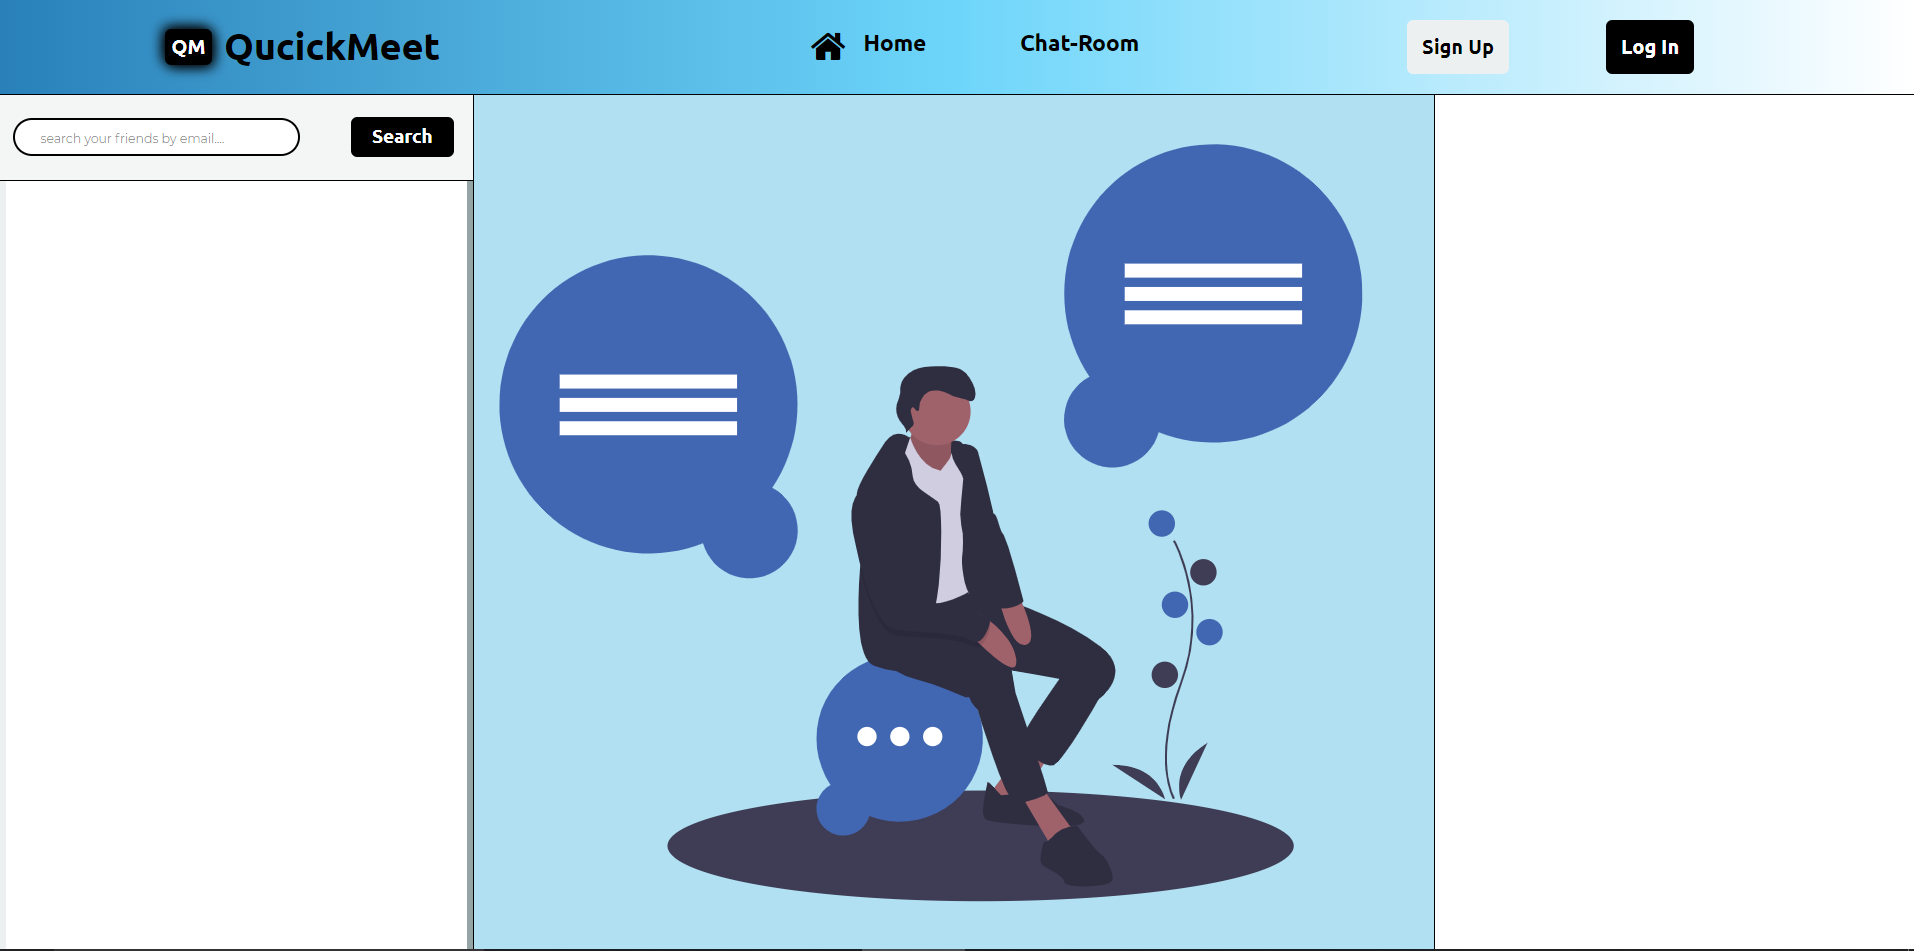 QM QucickMeet
Home
Chat-Room
Sign Up
Log In
search your friends by email....
Search